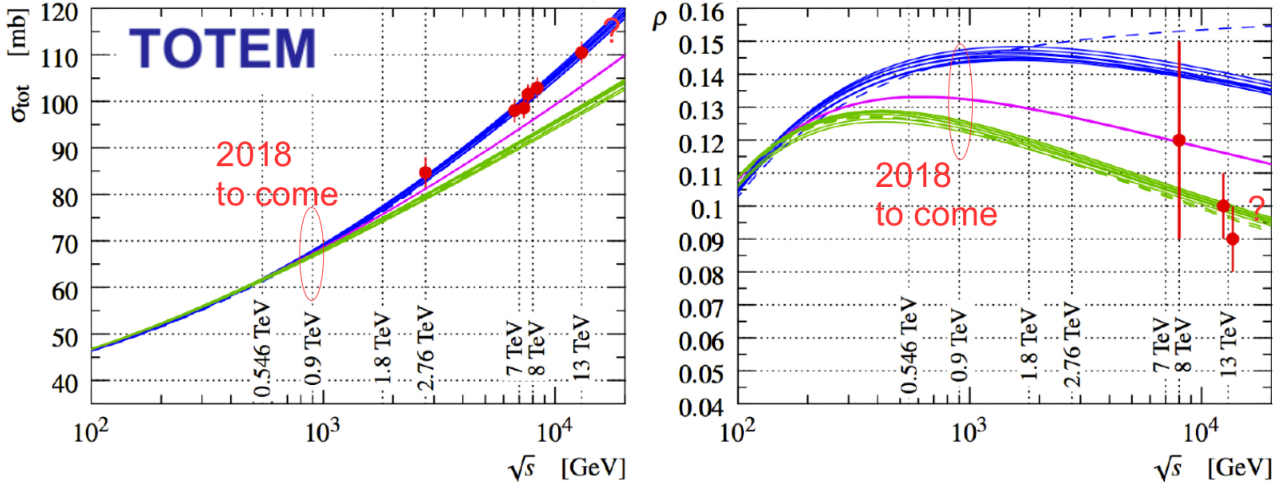 TOTEM
σtot [mb]
120
110
100
90
80
70
60
50
40
?
2018
to come
0.546 TeV
0.9 TeV
1.8 TeV
2.76 TeV
7 TeV
8 TeV
13 TeV
10² 10³ 10⁴
√s [GeV]
ρ
0.16
0.15
0.14
0.13
0.12
0.11
0.1
0.09
0.08
0.07
0.06
0.05
0.04
2018
to come
?
0.546 TeV
0.9 TeV
1.8 TeV
2.76 TeV
7 TeV
8 TeV
13 TeV
10² 10³ 10⁴
√s [GeV]